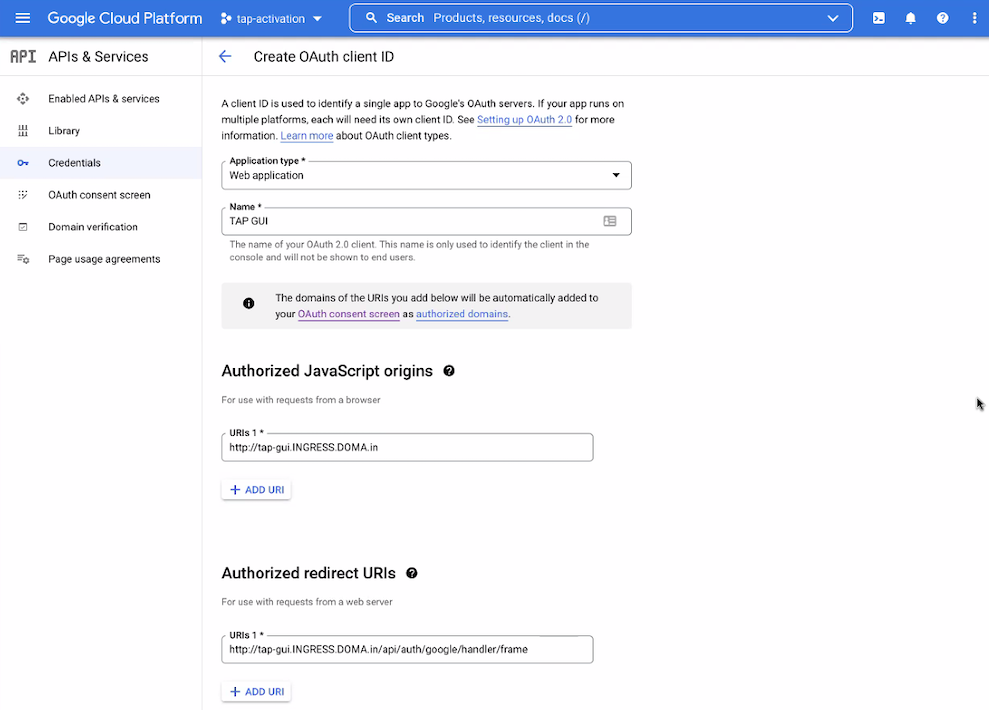 Google Cloud Platform
tap-activation
Search Products, resources, docs (/)
API APIs & Services
Create OAuth client ID
Enabled APIs & services
Library
Credentials
OAuth consent screen
Domain verification
Page usage agreements
A client ID is used to identify a single app to Google's OAuth servers. If your app runs on
multiple platforms, each will need its own client ID. See Setting up OAuth 2.0 for more
information. Learn more about OAuth client types.
Application type *
Web application
Name *
TAP GUI
The name of your OAuth 2.0 client. This name is only used to identify the client in the
console and will not be shown to end users.
The domains of the URIs you add below will be automatically added to
your OAuth consent screen as authorized domains.
Authorized JavaScript origins
For use with requests from a browser
URIs 1 *
http://tap-gui.INGRESS.DOMA.in
ADD URI
Authorized redirect URIs
For use with requests from a web server
URIs 1 *
http://tap-gui.INGRESS.DOMA.in/api/auth/google/handler/frame
ADD URI